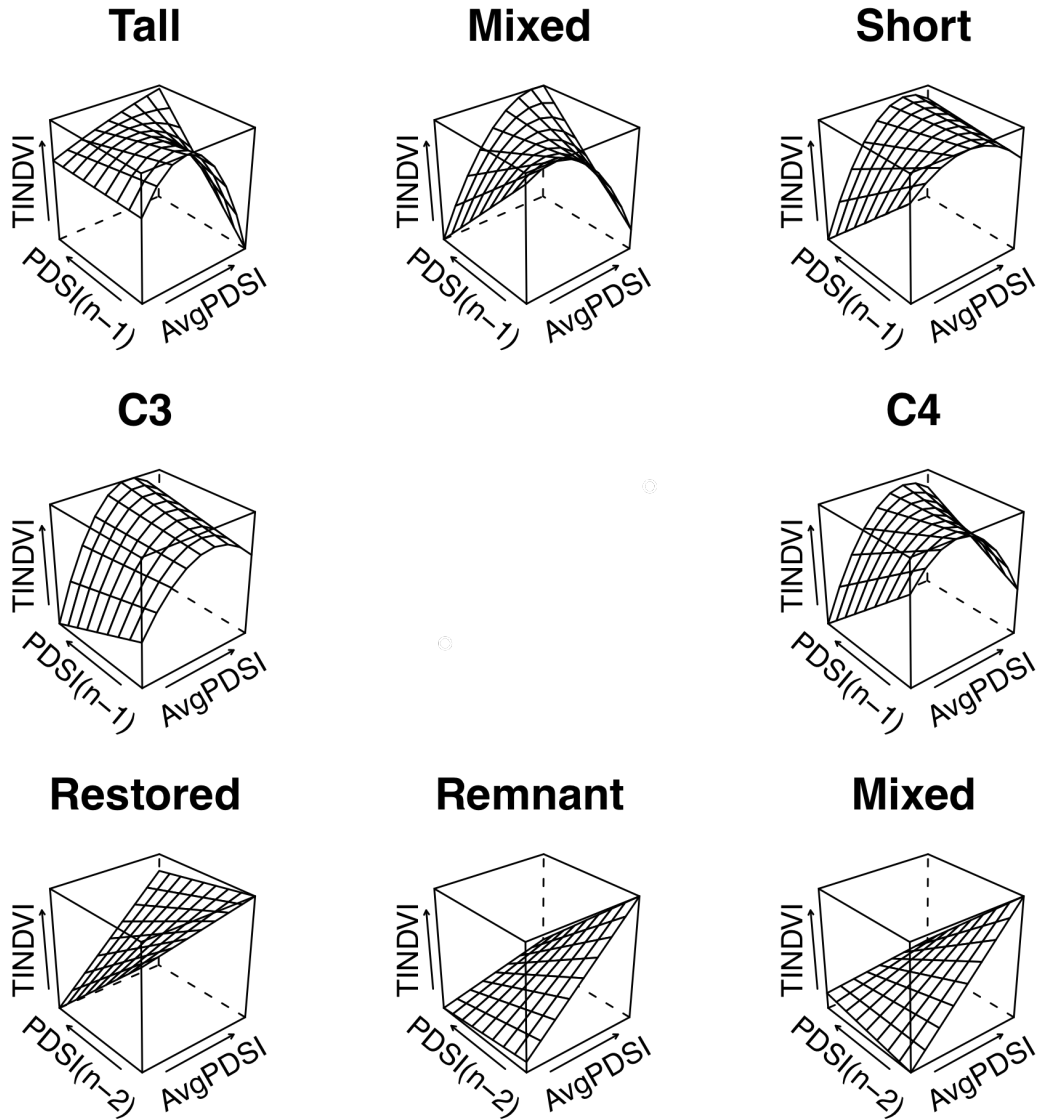 Tall Mixed Short
TINDVI PDSI(n−1) AvgPDSI TINDVI PDSI(n−1) AvgPDSI TINDVI PDSI(n−1) AvgPDSI
C3 C4
TINDVI PDSI(n−1) AvgPDSI TINDVI PDSI(n−1) AvgPDSI
Restored Remnant Mixed
TINDVI PDSI(n−2) AvgPDSI TINDVI PDSI(n−2) AvgPDSI TINDVI PDSI(n−2) AvgPDSI